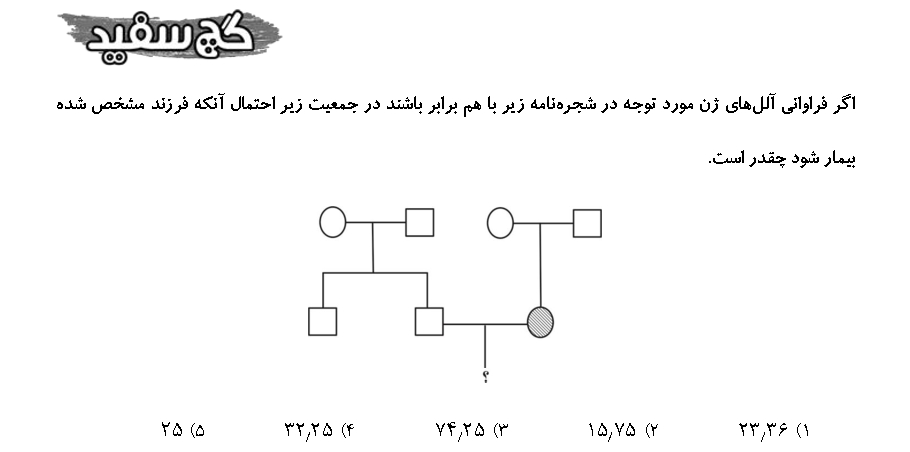 گچ سفید
اگر فراوانی آلل‌های ژن مورد توجه در شجره‌نامه زیر با هم برابر باشند در جمعیت زیر احتمال آنکه فرزند مشخص شده
بیمار شود چقدر است.
؟
۱) ۲۳٫۳۶ ۲) ۱۵٫۷۵ ۳) ۷۴٫۲۵ ۴) ۳۲٫۲۵ ۵) ۲۵